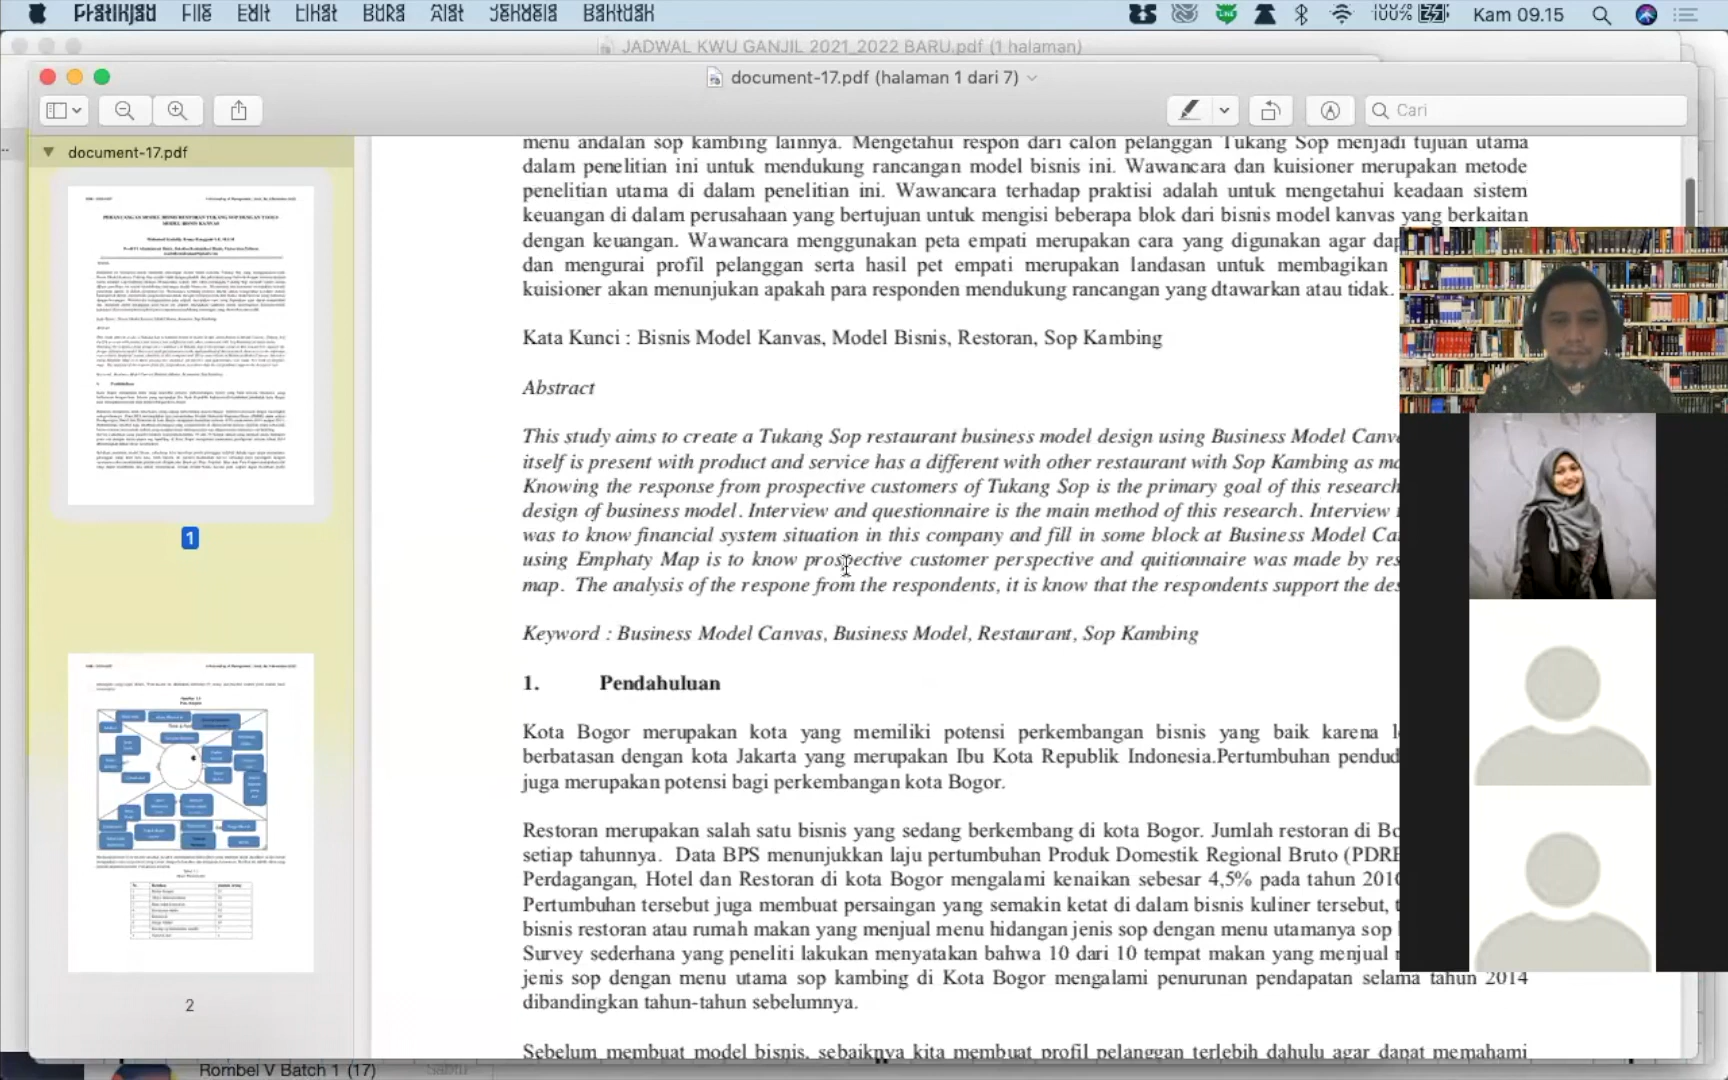 Pratinjau File Edit Lihat Buka Alat Jendela Bantuan 100% Kam 09.15
JADWAL KWU GANJIL 2021_2022 BARU.pdf (1 halaman)
document-17.pdf (halaman 1 dari 7)
Cari
document-17.pdf
1
2
menu andalan sop kambing lainnya. Mengetahui respon dari calon pelanggan Tukang Sop menjadi tujuan utama
dalam penelitian ini untuk mendukung rancangan model bisnis ini. Wawancara dan kuisioner merupakan metode
penelitian utama di dalam penelitian ini. Wawancara terhadap praktisi adalah untuk mengetahui keadaan sistem
keuangan di dalam perusahaan yang bertujuan untuk mengisi beberapa blok dari bisnis model kanvas yang berkaitan
dengan keuangan. Wawancara menggunakan peta empati merupakan cara yang digunakan agar dap
dan mengurai profil pelanggan serta hasil pet empati merupakan landasan untuk membagikan
kuisioner akan menunjukan apakah para responden mendukung rancangan yang dtawarkan atau tidak.
Kata Kunci : Bisnis Model Kanvas, Model Bisnis, Restoran, Sop Kambing
Abstract
This study aims to create a Tukang Sop restaurant business model design using Business Model Canv
itself is present with product and service has a different with other restaurant with Sop Kambing as ma
Knowing the response from prospective customers of Tukang Sop is the primary goal of this research
design of business model. Interview and questionnaire is the main method of this research. Interview
was to know financial system situation in this company and fill in some block at Business Model Ca
using Emphaty Map is to know prospective customer perspective and quitionnaire was made by res
map. The analysis of the respone from the respondents, it is know that the respondents support the des
Keyword : Business Model Canvas, Business Model, Restaurant, Sop Kambing
1. Pendahuluan
Kota Bogor merupakan kota yang memiliki potensi perkembangan bisnis yang baik karena l
berbatasan dengan kota Jakarta yang merupakan Ibu Kota Republik Indonesia.Pertumbuhan pendud
juga merupakan potensi bagi perkembangan kota Bogor.
Restoran merupakan salah satu bisnis yang sedang berkembang di kota Bogor. Jumlah restoran di Bo
setiap tahunnya. Data BPS menunjukkan laju pertumbuhan Produk Domestik Regional Bruto (PDRB
Perdagangan, Hotel dan Restoran di kota Bogor mengalami kenaikan sebesar 4,5% pada tahun 2010
Pertumbuhan tersebut juga membuat persaingan yang semakin ketat di dalam bisnis kuliner tersebut, t
bisnis restoran atau rumah makan yang menjual menu hidangan jenis sop dengan menu utamanya sop
Survey sederhana yang peneliti lakukan menyatakan bahwa 10 dari 10 tempat makan yang menjual
jenis sop dengan menu utama sop kambing di Kota Bogor mengalami penurunan pendapatan selama tahun 2014
dibandingkan tahun-tahun sebelumnya.
Sebelum membuat model bisnis, sebaiknya kita membuat profil pelanggan terlebih dahulu agar dapat memahami
Rombel V Batch 1 (17) Sabtu